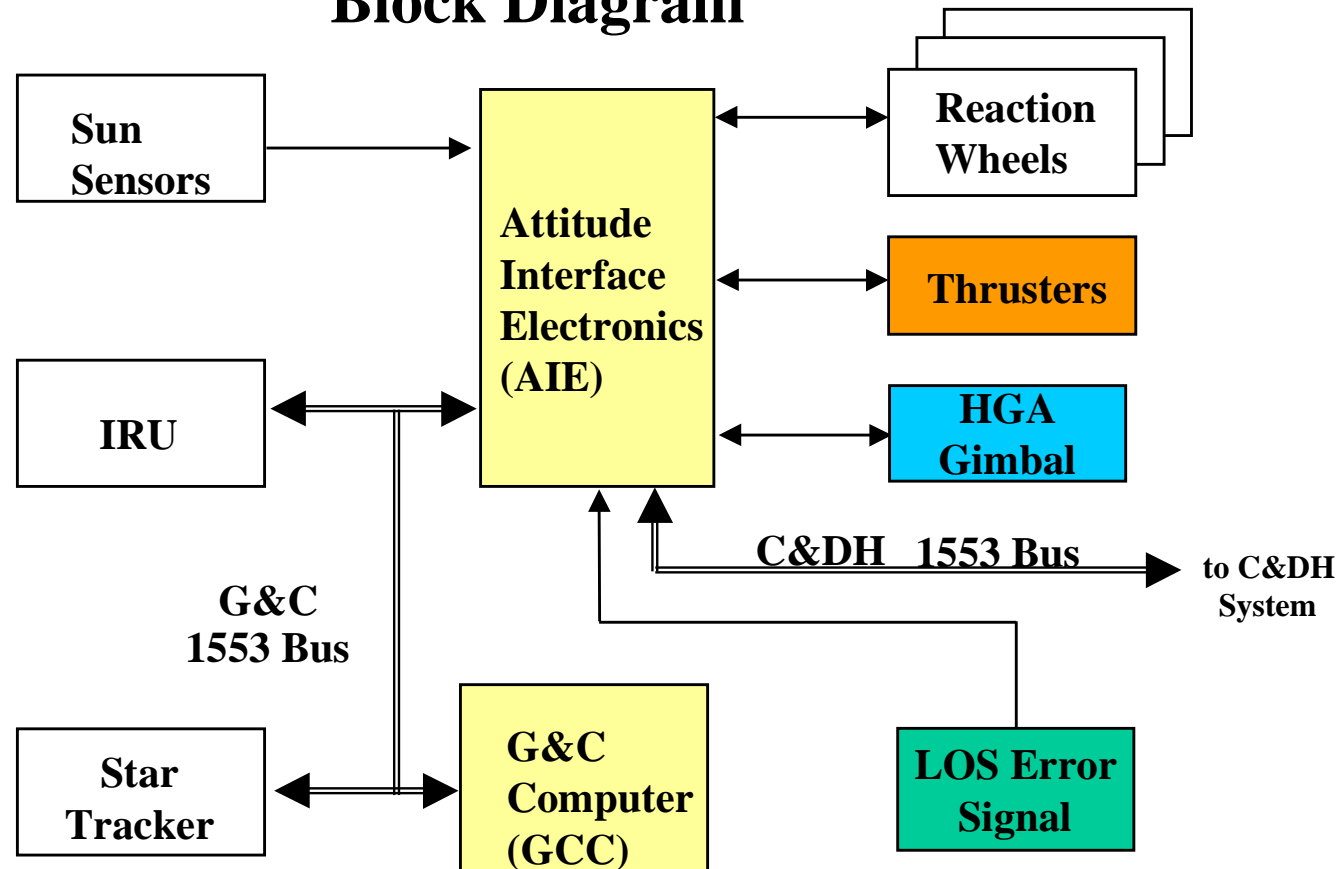 Block Diagram
Sun
Sensors
Attitude
Interface
Electronics
(AIE)
Reaction
Wheels
Thrusters
HGA
Gimbal
IRU
C&DH 1553 Bus
to C&DH
System
G&C
1553 Bus
Star
Tracker
G&C
Computer
(GCC)
LOS Error
Signal